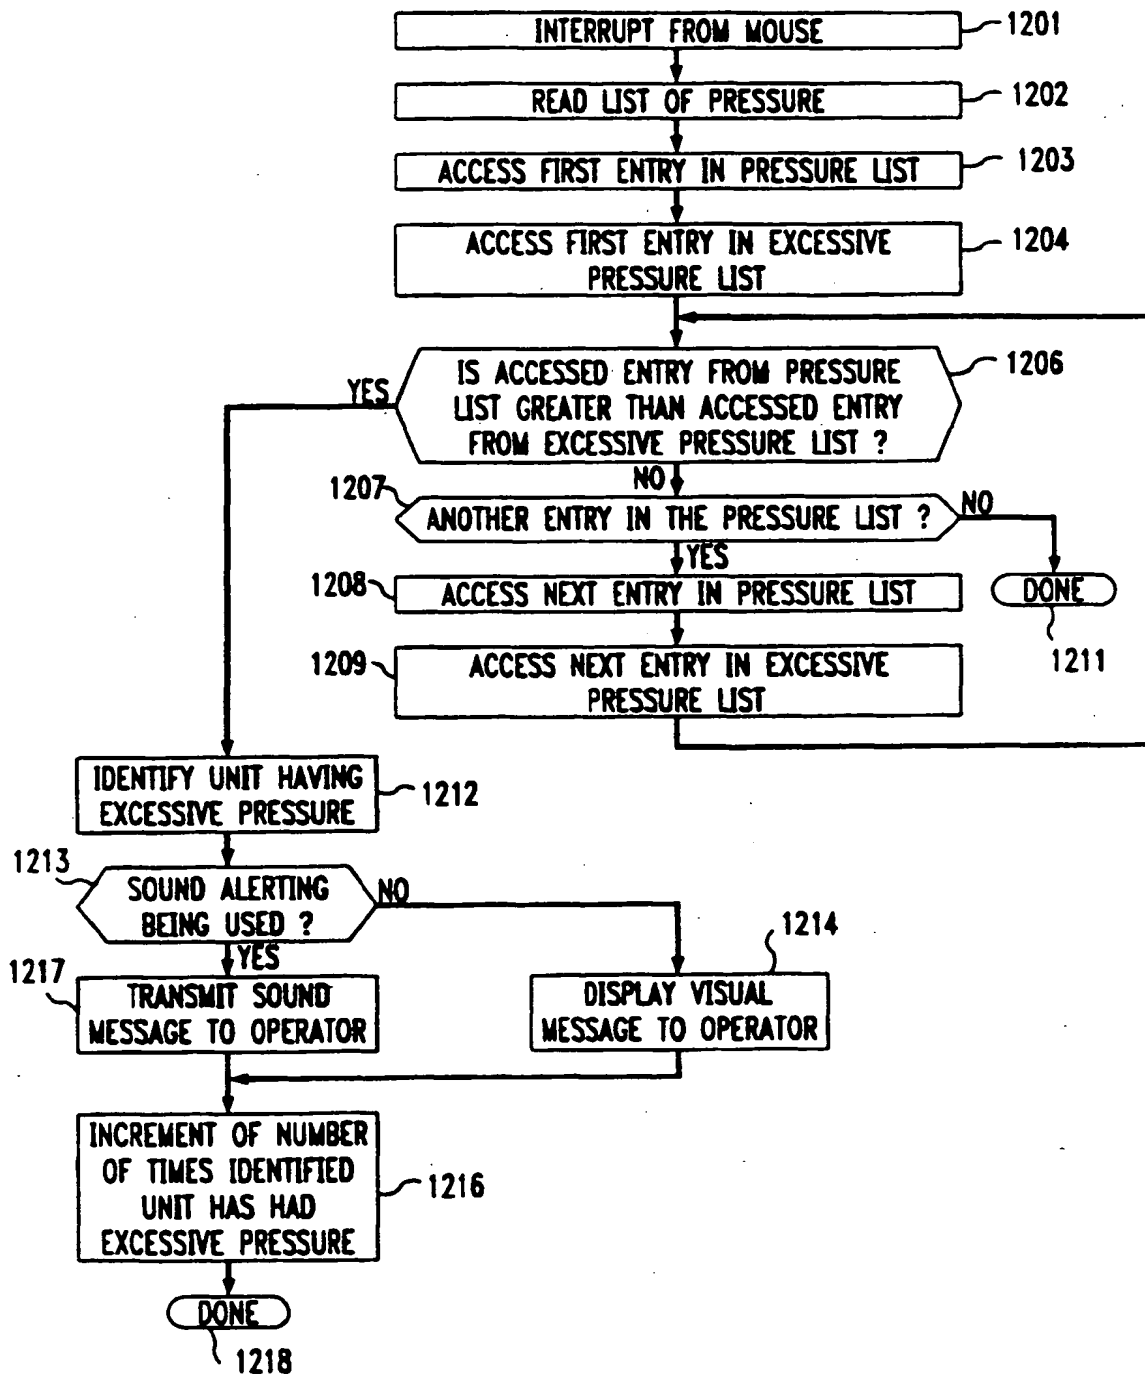 INTERRUPT FROM MOUSE
1201
READ LIST OF PRESSURE
1202
ACCESS FIRST ENTRY IN PRESSURE LIST
1203
ACCESS FIRST ENTRY IN EXCESSIVE
PRESSURE LIST
1204
IS ACCESSED ENTRY FROM PRESSURE
LIST GREATER THAN ACCESSED ENTRY
FROM EXCESSIVE PRESSURE LIST ?
1206
YES
NO
1207
ANOTHER ENTRY IN THE PRESSURE LIST ?
NO
YES
1208
ACCESS NEXT ENTRY IN PRESSURE LIST
DONE
1211
1209
ACCESS NEXT ENTRY IN EXCESSIVE
PRESSURE LIST
IDENTIFY UNIT HAVING
EXCESSIVE PRESSURE
1212
1213
SOUND ALERTING
BEING USED ?
NO
YES
1214
1217
TRANSMIT SOUND
MESSAGE TO OPERATOR
DISPLAY VISUAL
MESSAGE TO OPERATOR
INCREMENT OF NUMBER
OF TIMES IDENTIFIED
UNIT HAS HAD
EXCESSIVE PRESSURE
1216
DONE
1218